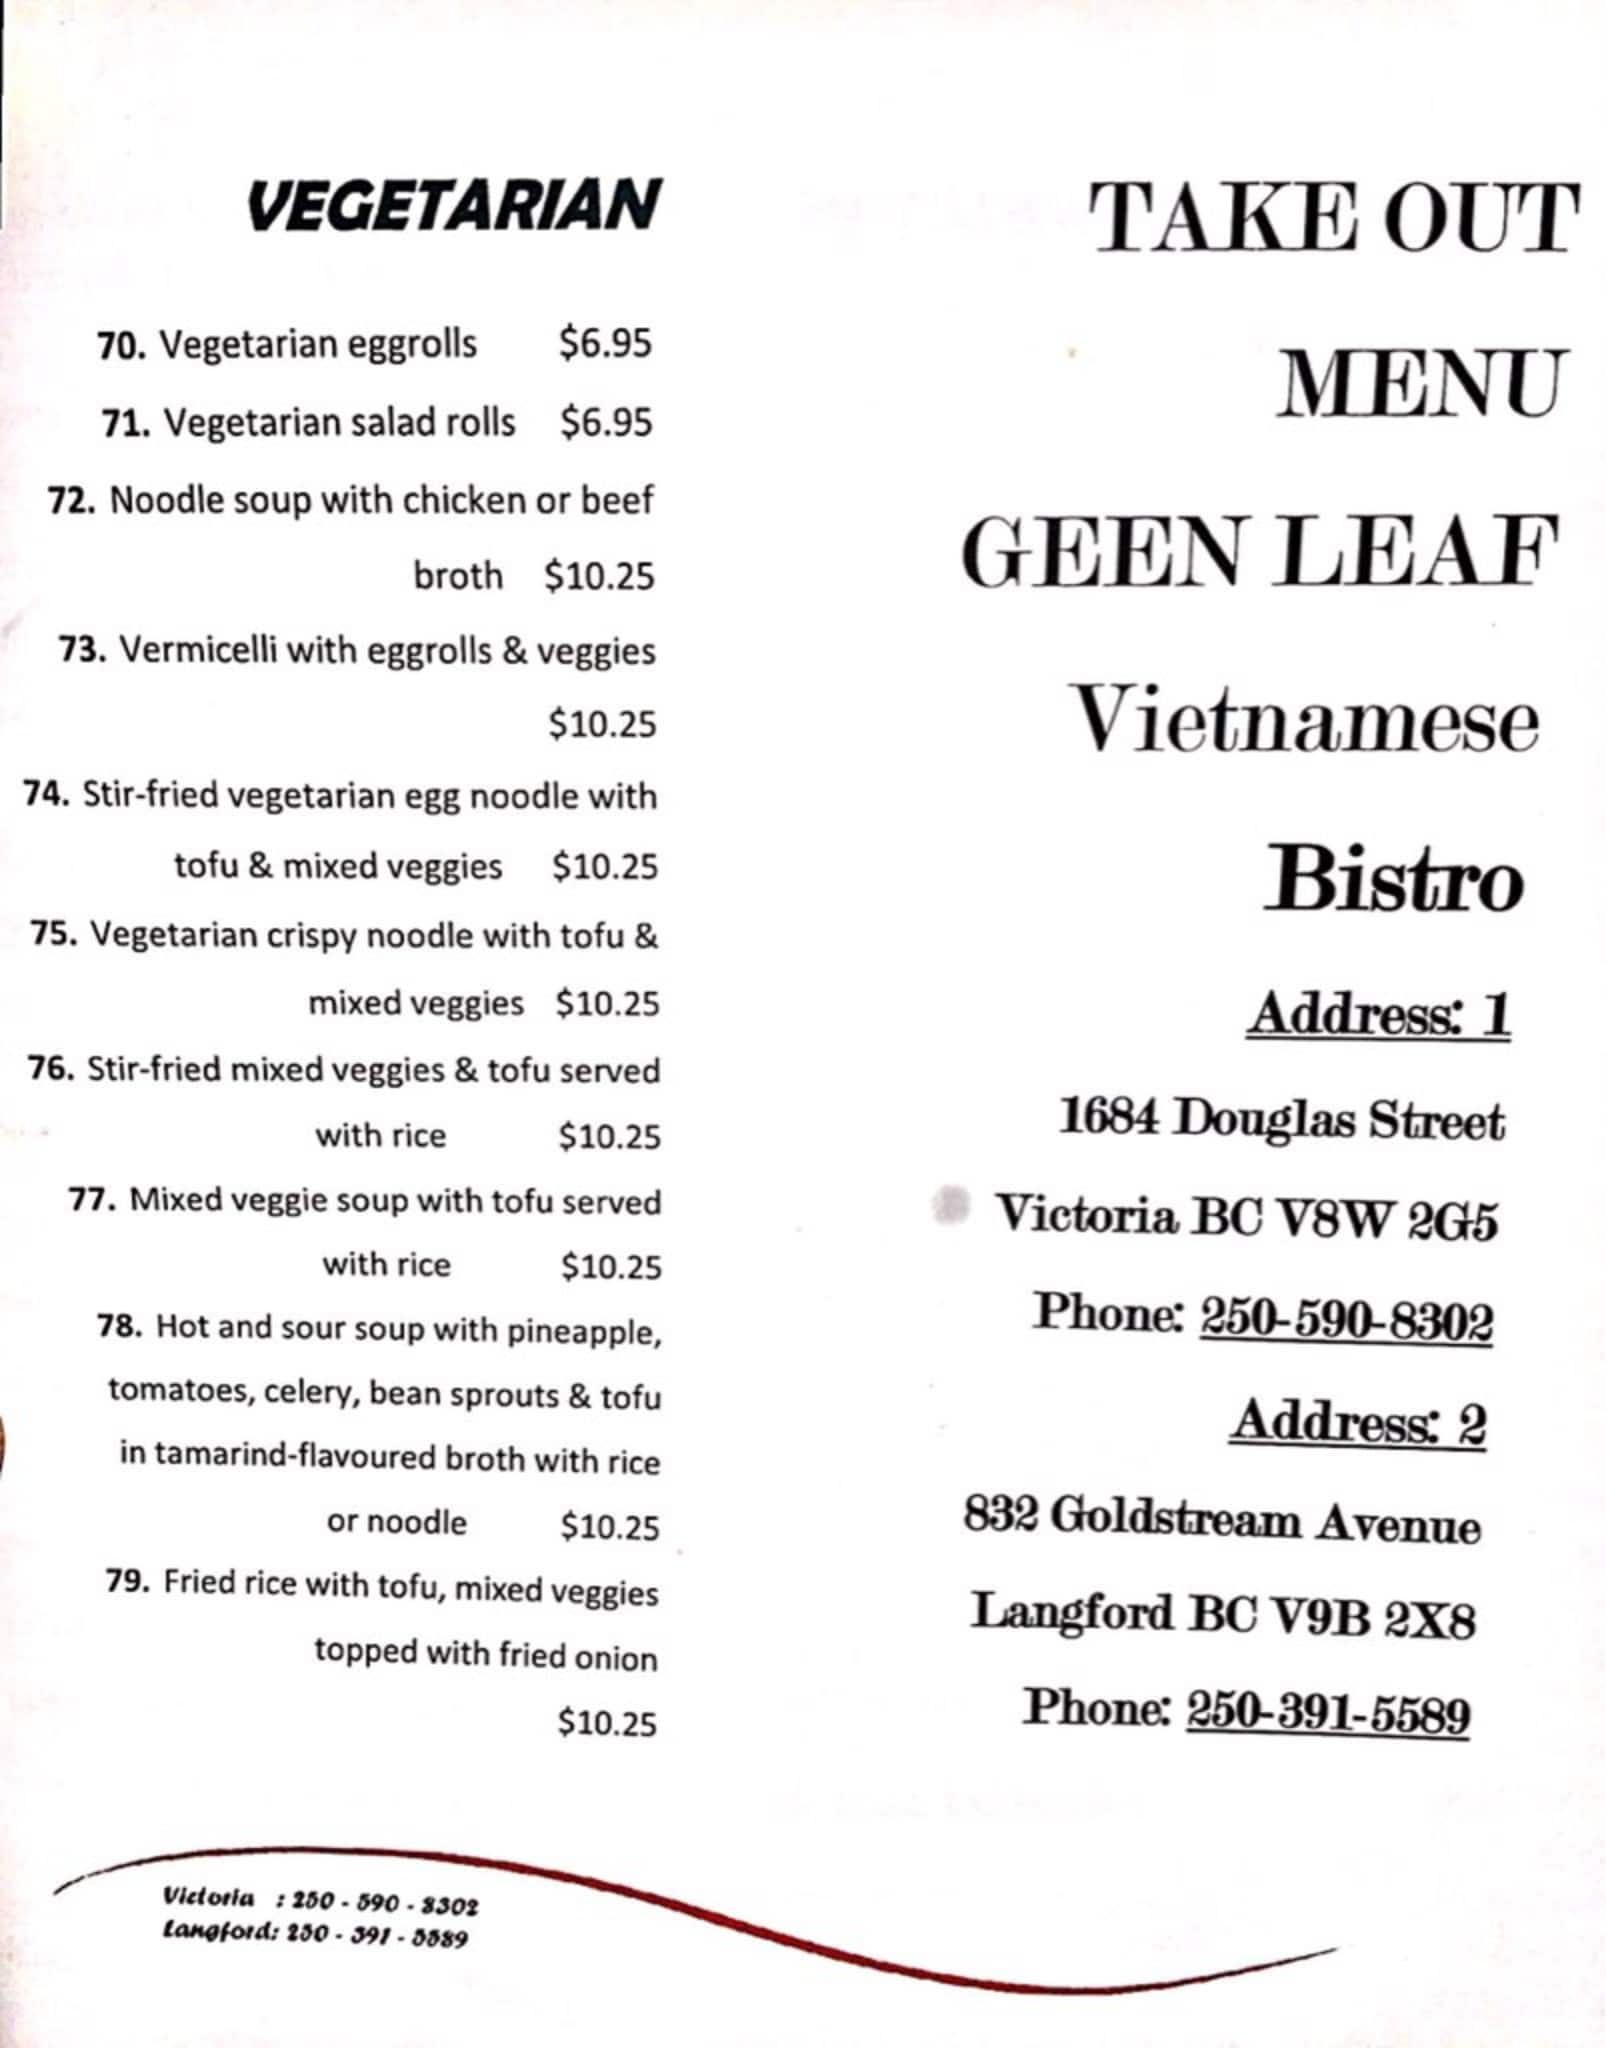 VEGETARIAN
70. Vegetarian eggrolls $6.95
71. Vegetarian salad rolls $6.95
72. Noodle soup with chicken or beef
broth $10.25
73. Vermicelli with eggrolls & veggies
$10.25
74. Stir-fried vegetarian egg noodle with
tofu & mixed veggies $10.25
75. Vegetarian crispy noodle with tofu &
mixed veggies $10.25
76. Stir-fried mixed veggies & tofu served
with rice $10.25
77. Mixed veggie soup with tofu served
with rice $10.25
78. Hot and sour soup with pineapple,
tomatoes, celery, bean sprouts & tofu
in tamarind-flavoured broth with rice
or noodle $10.25
79. Fried rice with tofu, mixed veggies
topped with fried onion
$10.25
Victoria : 250 - 590 - 8302
Langford: 250 - 391 - 5589
TAKE OUT
MENU
GEEN LEAF
Vietnamese
Bistro
Address: 1
1684 Douglas Street
Victoria BC V8W 2G5
Phone: 250-590-8302
Address: 2
832 Goldstream Avenue
Langford BC V9B 2X8
Phone: 250-391-5589